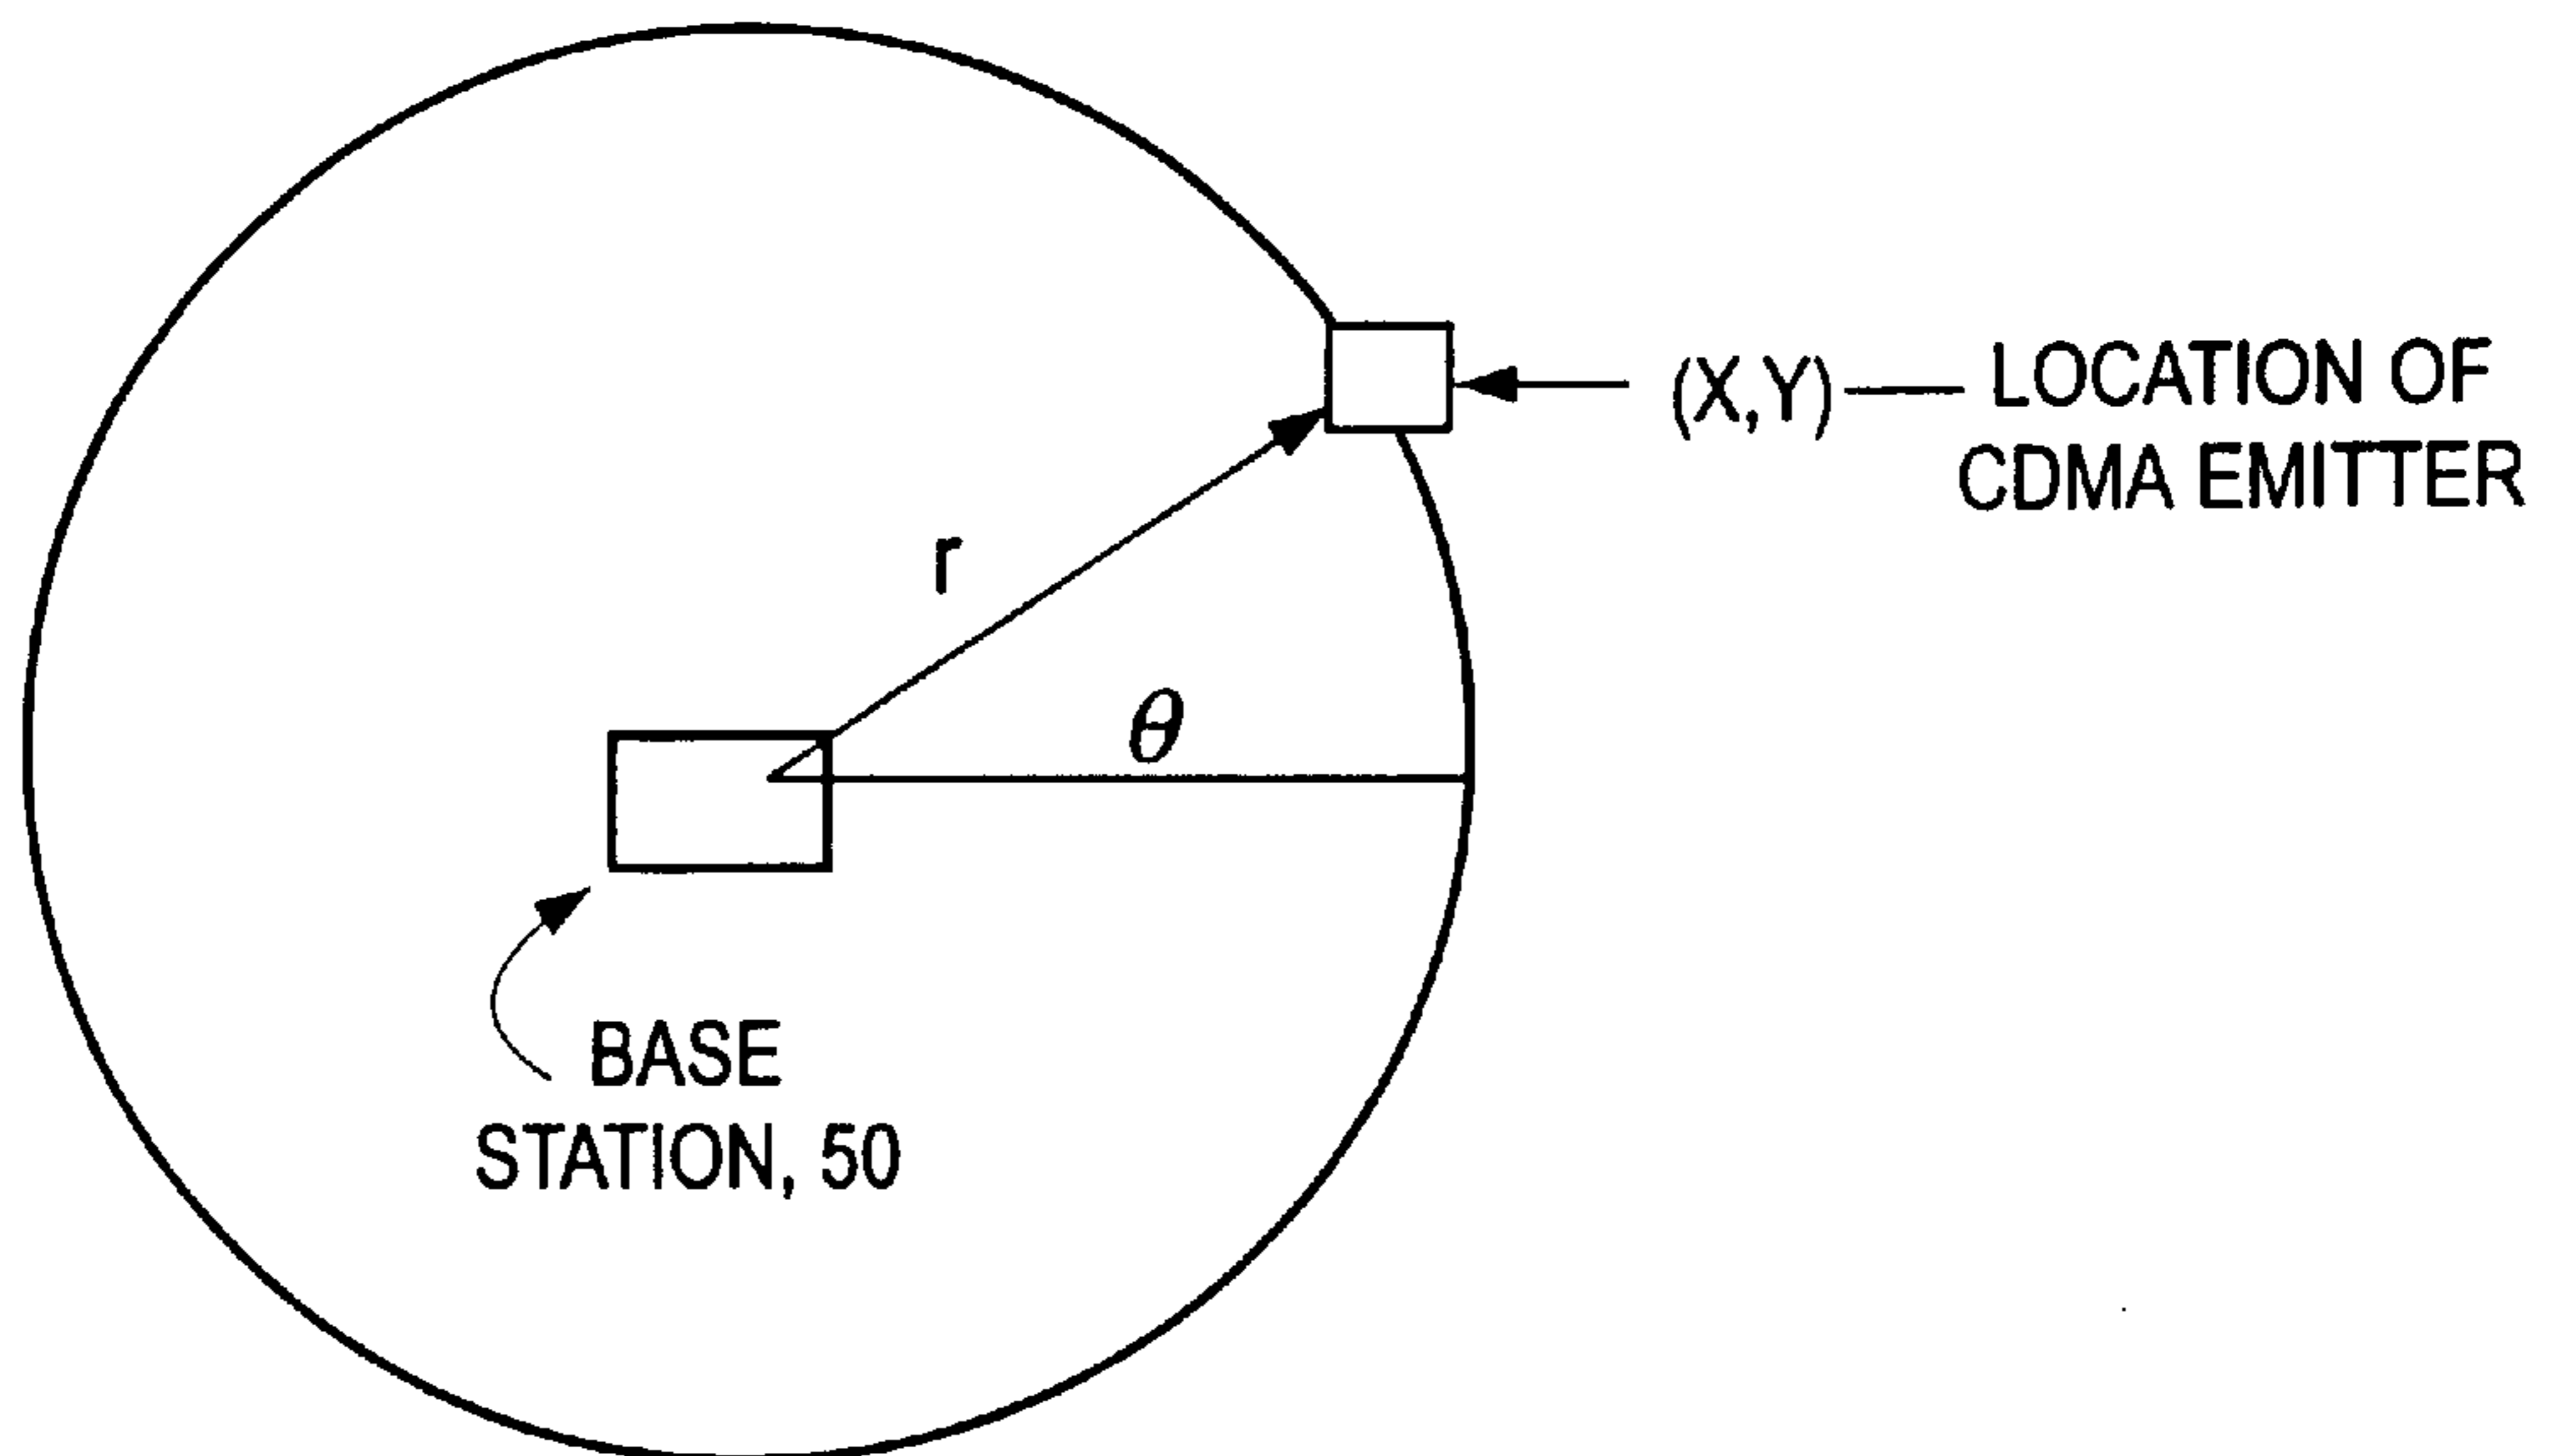 (X,Y) — LOCATION OF
CDMA EMITTER
r
θ
BASE
STATION, 50